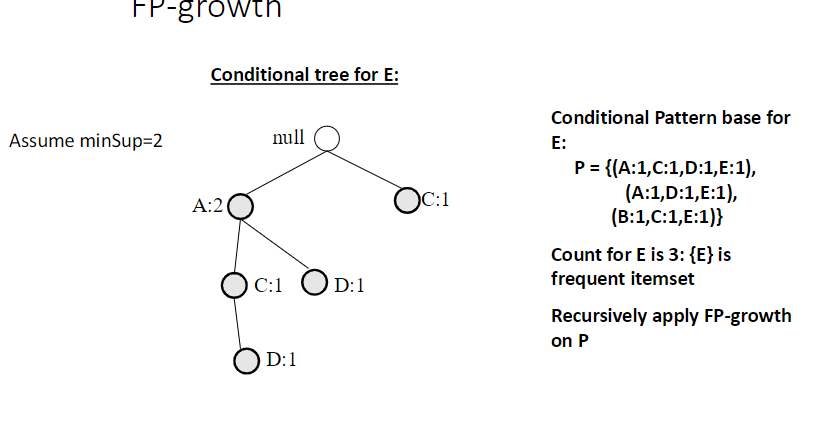 FP-growth
Conditional tree for E:
Assume minSup=2
null
A:2
C:1
C:1
D:1
D:1
Conditional Pattern base for
E:
P = {(A:1,C:1,D:1,E:1),
(A:1,D:1,E:1),
(B:1,C:1,E:1)}
Count for E is 3: {E} is
frequent itemset
Recursively apply FP-growth
on P